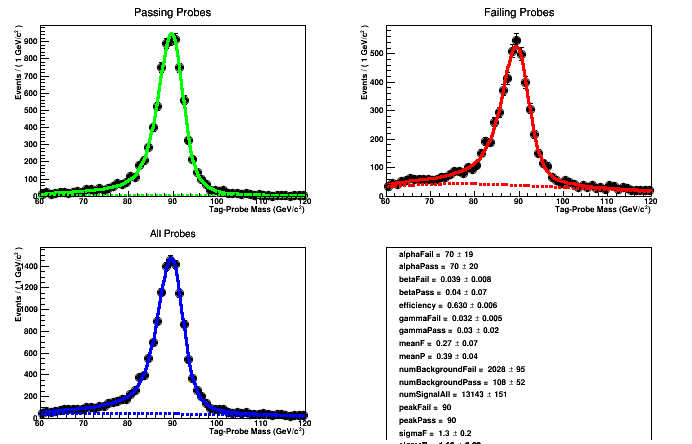 Passing Probes
Events / ( 1 GeV/c² )
900
800
700
600
500
400
300
200
100
0
60 70 80 90 100 110 120
Tag-Probe Mass (GeV/c²)
Failing Probes
Events / ( 1 GeV/c² )
500
400
300
200
100
60 70 80 90 100 110 120
Tag-Probe Mass (GeV/c²)
All Probes
Events / ( 1 GeV/c² )
1400
1200
1000
800
600
400
200
0
60 70 80 90 100 110 120
Tag-Probe Mass (GeV/c²)
alphaFail = 70 ± 19
alphaPass = 70 ± 20
betaFail = 0.039 ± 0.008
betaPass = 0.04 ± 0.07
efficiency = 0.630 ± 0.006
gammaFail = 0.032 ± 0.005
gammaPass = 0.03 ± 0.02
meanF = 0.27 ± 0.07
meanP = 0.39 ± 0.04
numBackgroundFail = 2028 ± 95
numBackgroundPass = 108 ± 52
numSignalAll = 13143 ± 151
peakFail = 90
peakPass = 90
sigmaF = 1.3 ± 0.2